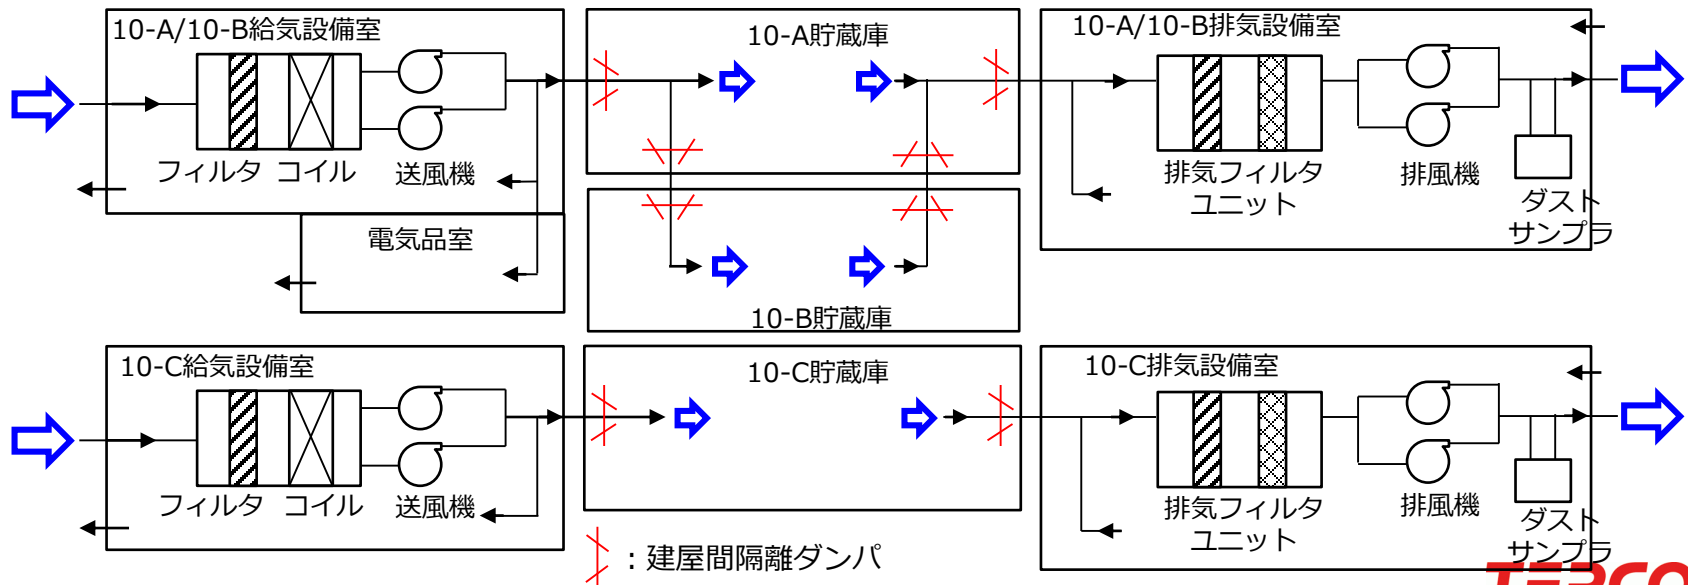 10-A/10-B給気設備室
10-A貯蔵庫
10-A/10-B排気設備室
フィルタ
コイル
送風機
排気フィルタ
ユニット
排風機
ダスト
サンプラ
電気品室
10-B貯蔵庫
10-C給気設備室
10-C貯蔵庫
10-C排気設備室
フィルタ
コイル
送風機
排気フィルタ
ユニット
排風機
ダスト
サンプラ
：建屋間隔離ダンパ
TEPCO